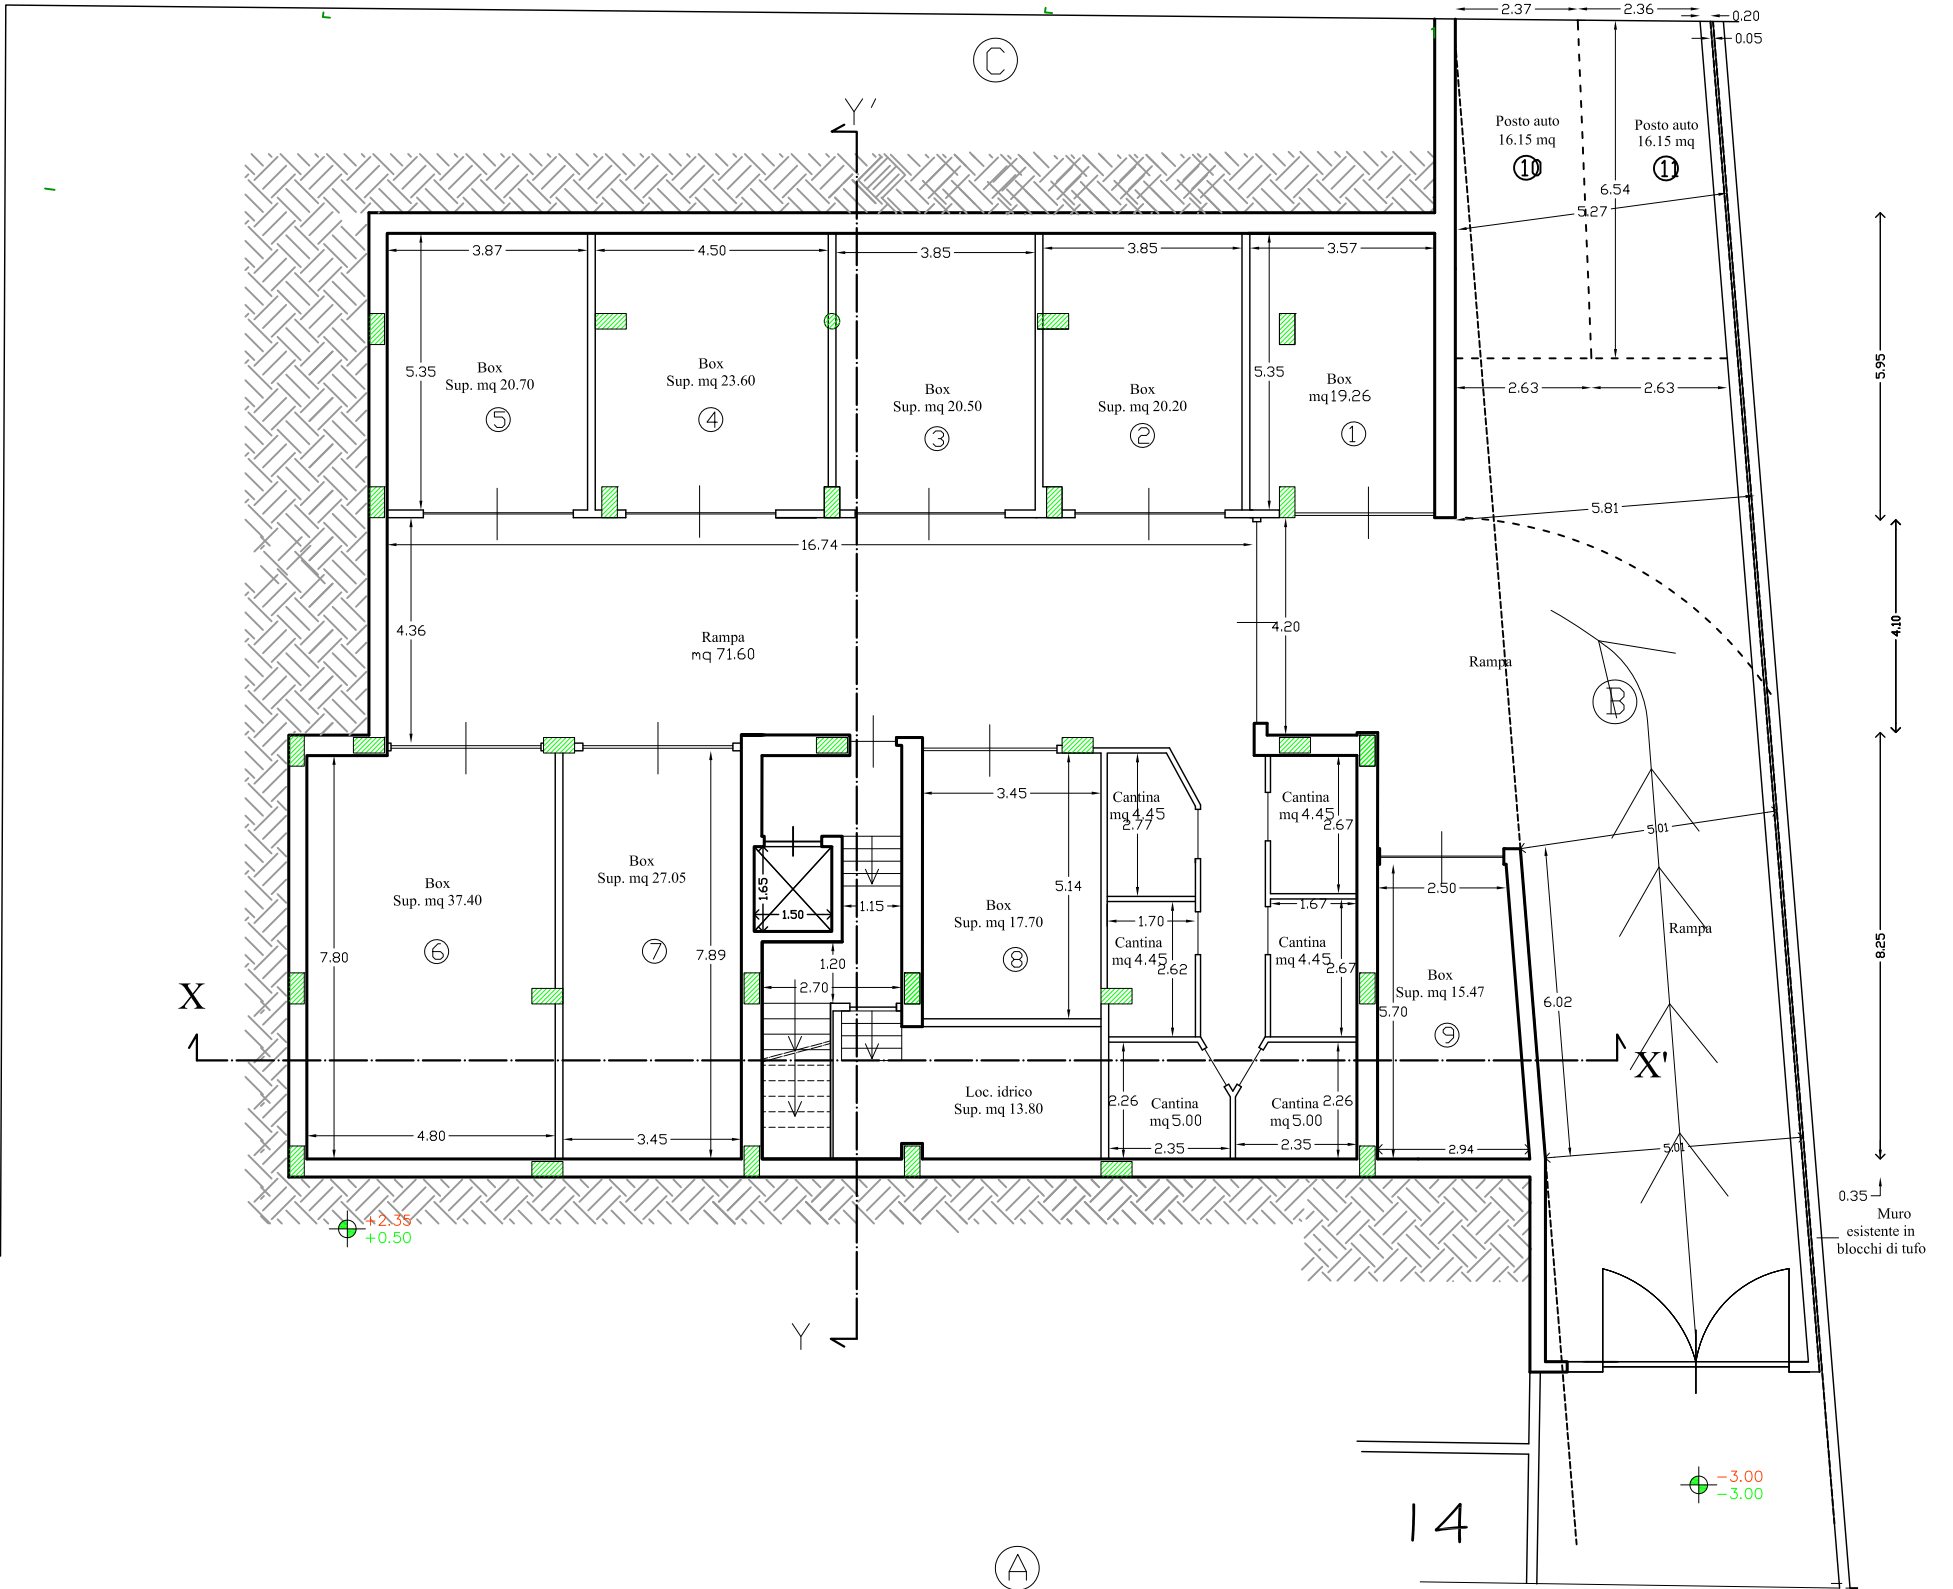 2.37
2.36
0.20
0.05
C
Y'
Posto auto
16.15 mq
10
Posto auto
16.15 mq
11
6.54
5.27
3.87
4.50
3.85
3.85
3.57
5.35
Box
Sup. mq 20.70
5
Box
Sup. mq 23.60
4
Box
Sup. mq 20.50
3
Box
Sup. mq 20.20
2
5.35
Box
mq 19.26
1
2.63
2.63
5.95
5.81
16.74
4.36
Rampa
mq 71.60
4.20
Rampa
4.10
B
Box
Sup. mq 37.40
6
7.80
4.80
Box
Sup. mq 27.05
7
7.89
3.45
1.65
1.50
1.15
1.20
2.70
3.45
5.14
Box
Sup. mq 17.70
8
Cantina
mq 4.45
2.77
Cantina
mq 4.45
2.67
1.70
1.67
Cantina
mq 4.45
2.62
Cantina
mq 4.45
2.67
5.01
2.50
Box
Sup. mq 15.47
9
5.70
6.02
Rampa
8.25
X
X'
Loc. idrico
Sup. mq 13.80
2.26
Cantina
mq 5.00
2.35
Cantina
mq 5.00
2.26
2.35
2.94
5.01
0.35
Muro
esistente in
blocchi di tufo
+2.35
+0.50
Y
-3.00
-3.00
14
A